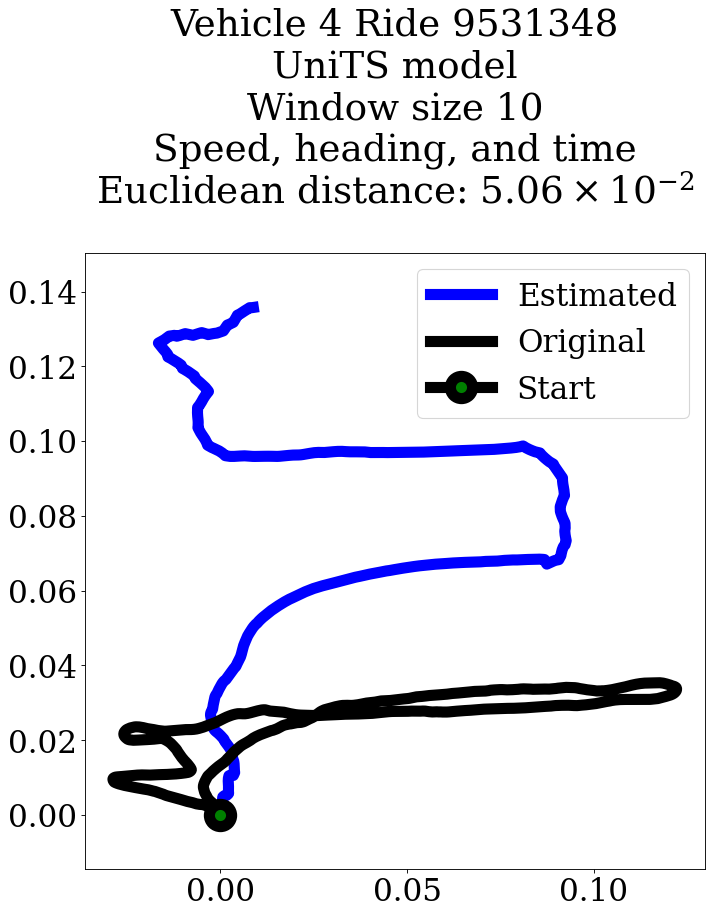 Vehicle 4 Ride 9531348
UniTS model
Window size 10
Speed, heading, and time
Euclidean distance: 5.06 × 10⁻²
0.14
0.12
0.10
0.08
0.06
0.04
0.02
0.00
Estimated
Original
Start
0.00 0.05 0.10